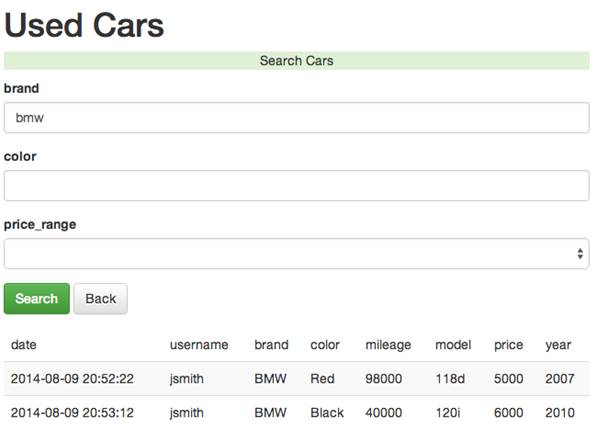 Used Cars
Search Cars
brand
bmw
color
price_range
Search Back
date username brand color mileage model price year
2014-08-09 20:52:22 jsmith BMW Red 98000 118d 5000 2007
2014-08-09 20:53:12 jsmith BMW Black 40000 120i 6000 2010